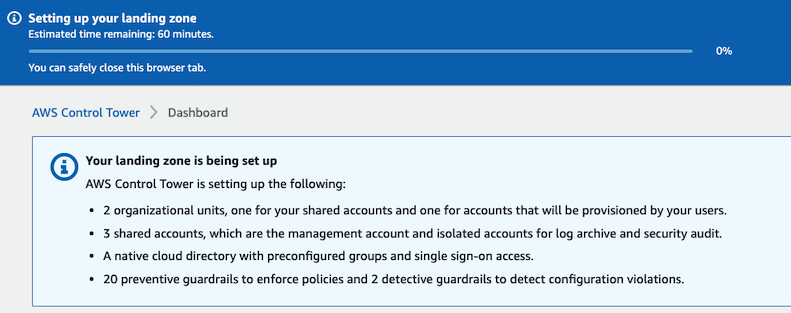 Setting up your landing zone
Estimated time remaining: 60 minutes.
0%
You can safely close this browser tab.
AWS Control Tower > Dashboard
Your landing zone is being set up
AWS Control Tower is setting up the following:
• 2 organizational units, one for your shared accounts and one for accounts that will be provisioned by your users.
• 3 shared accounts, which are the management account and isolated accounts for log archive and security audit.
• A native cloud directory with preconfigured groups and single sign-on access.
• 20 preventive guardrails to enforce policies and 2 detective guardrails to detect configuration violations.